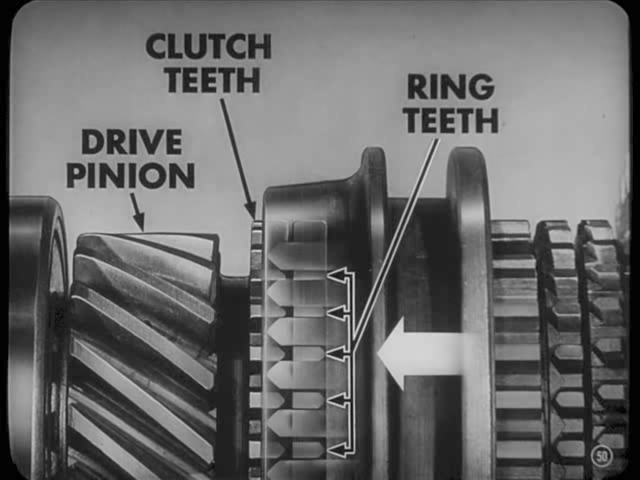 CLUTCH
TEETH
RING
TEETH
DRIVE
PINION
50